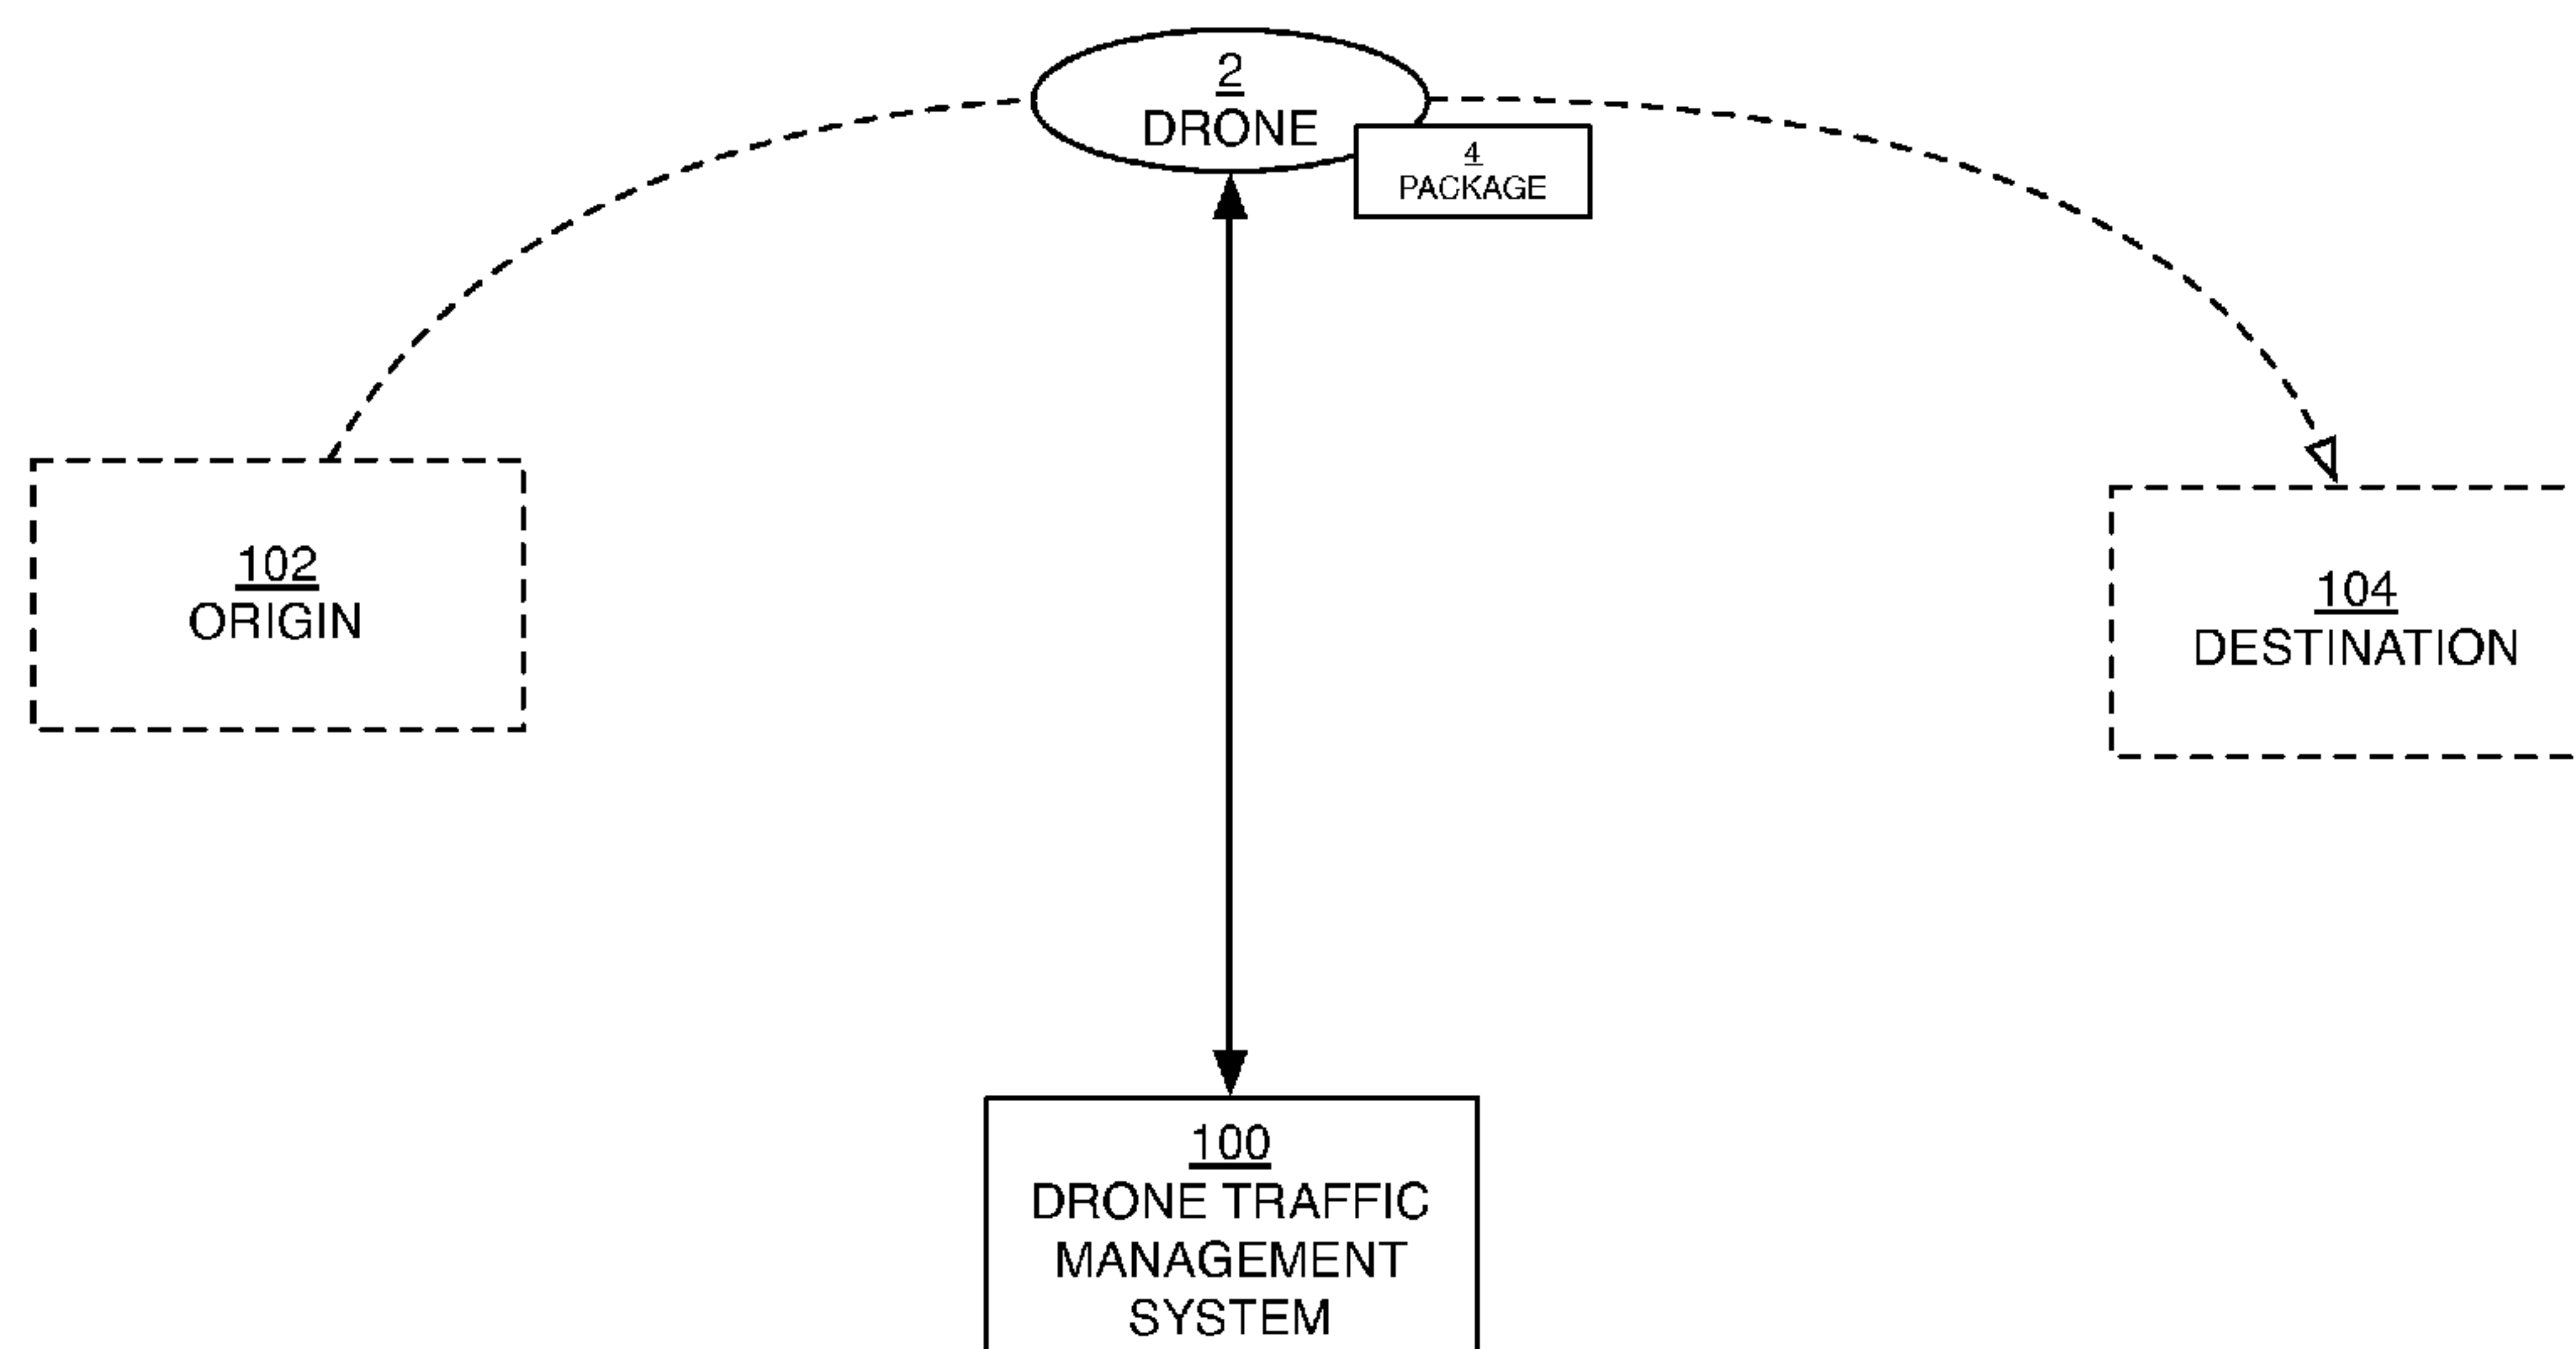 2
DRONE
4
PACKAGE
102
ORIGIN
104
DESTINATION
100
DRONE TRAFFIC
MANAGEMENT
SYSTEM